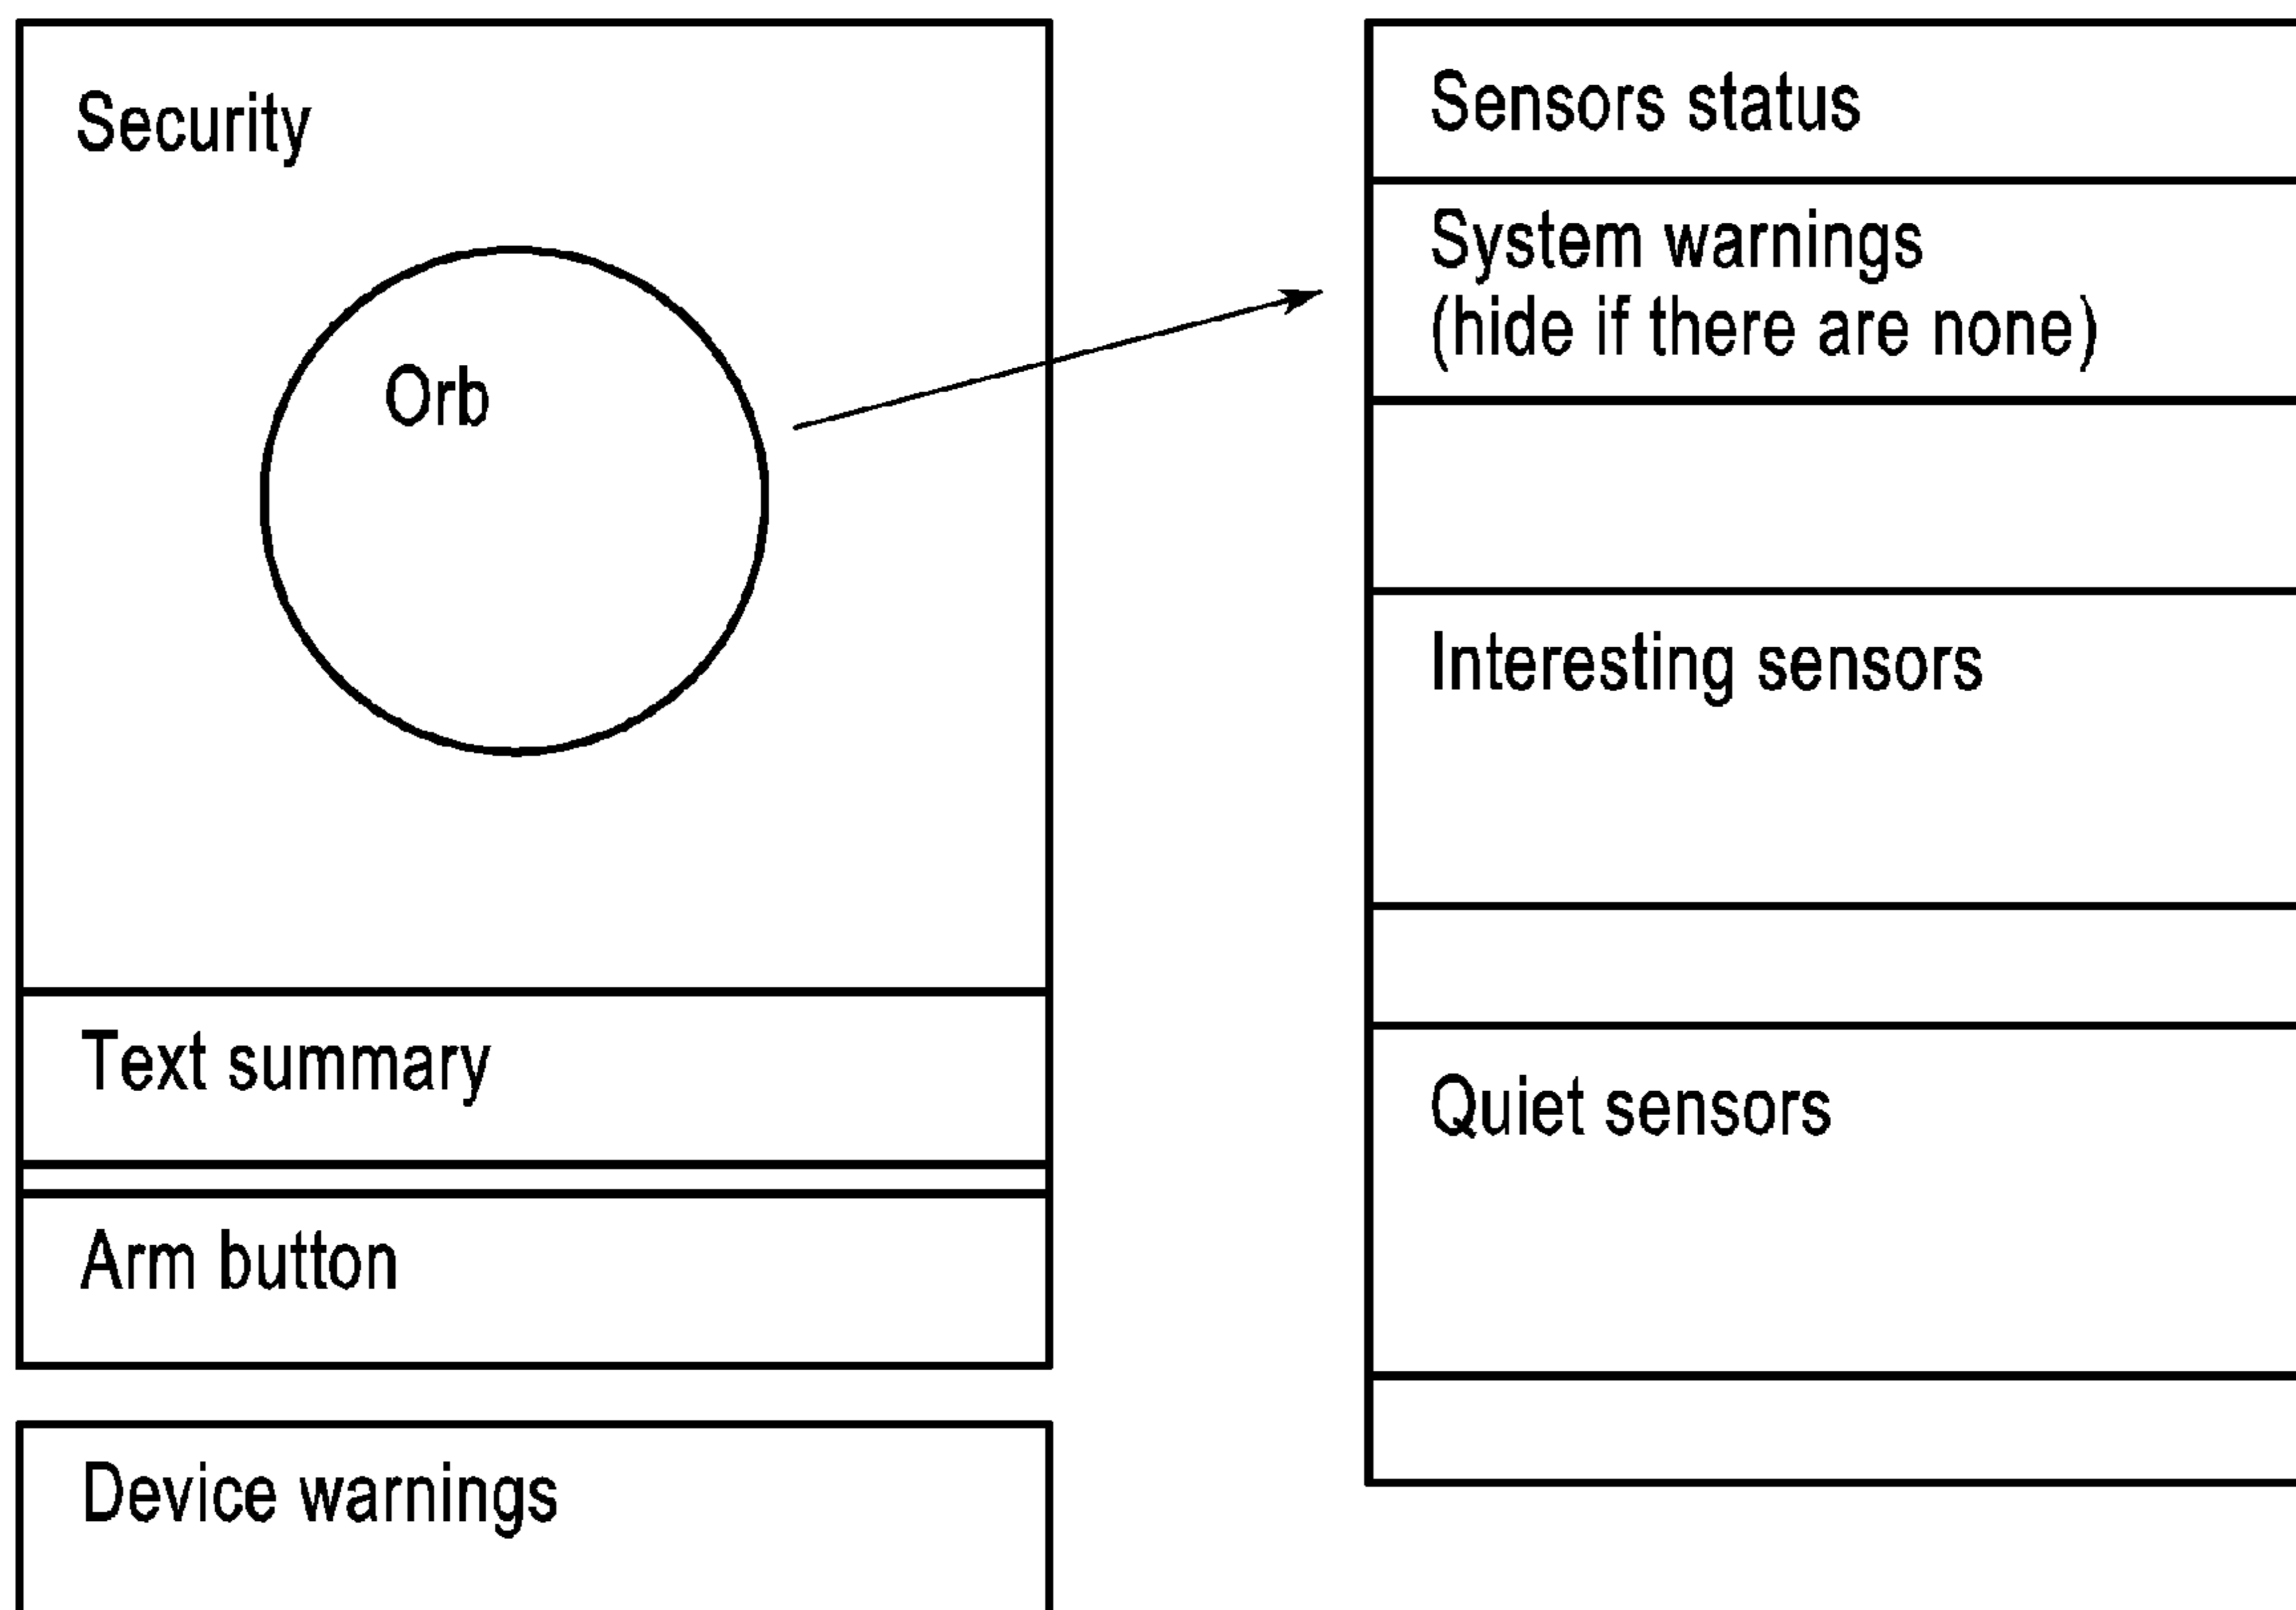 Security
Orb
Text summary
Arm button
Device warnings
Sensors status
System warnings
(hide if there are none)
Interesting sensors
Quiet sensors